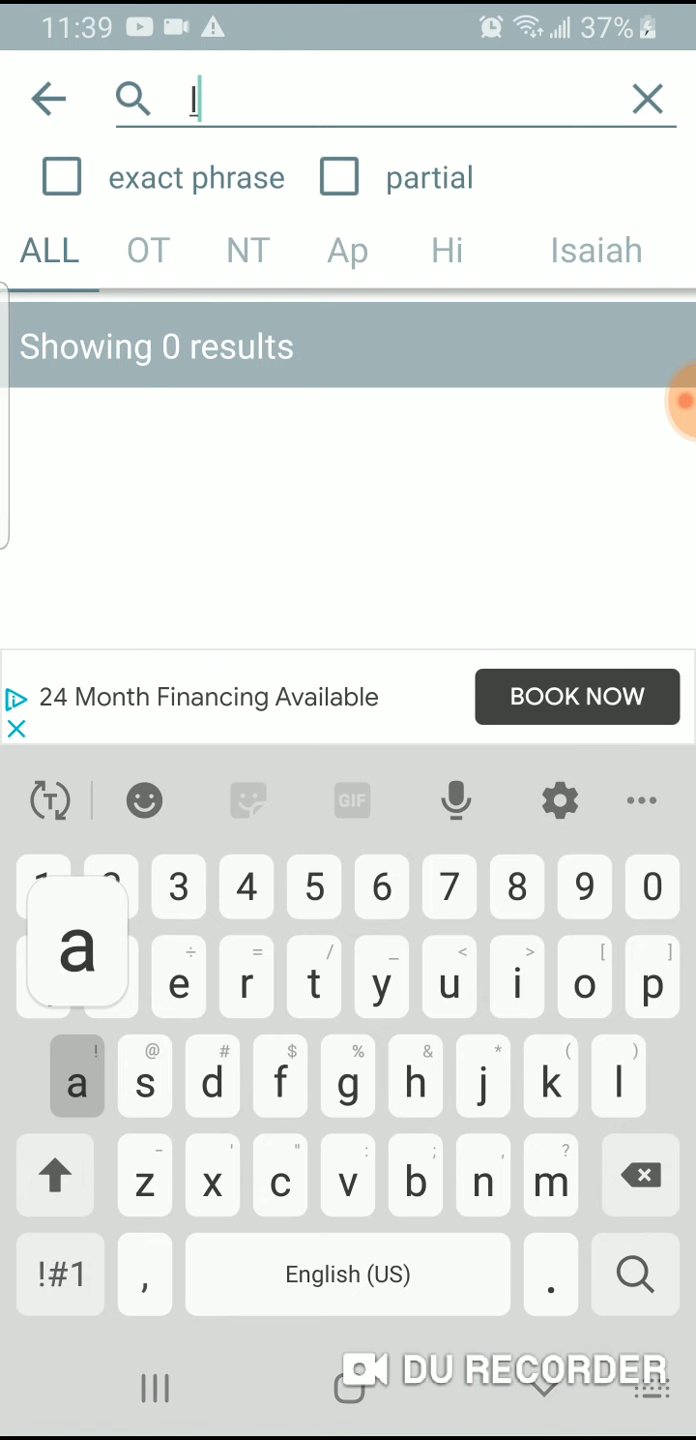 11:39 37%
l
exact phrase partial
ALL OT NT Ap Hi Isaiah
Showing 0 results
24 Month Financing Available BOOK NOW
GIF
3 4 5 6 7 8 9 0
a
÷ = / _ < > [ ]
e r t y u i o p
! @ # $ % & * ( )
a s d f g h j k l
- ' " : ; , ?
z x c v b n m
!#1 , English (US) .
DU RECORDER